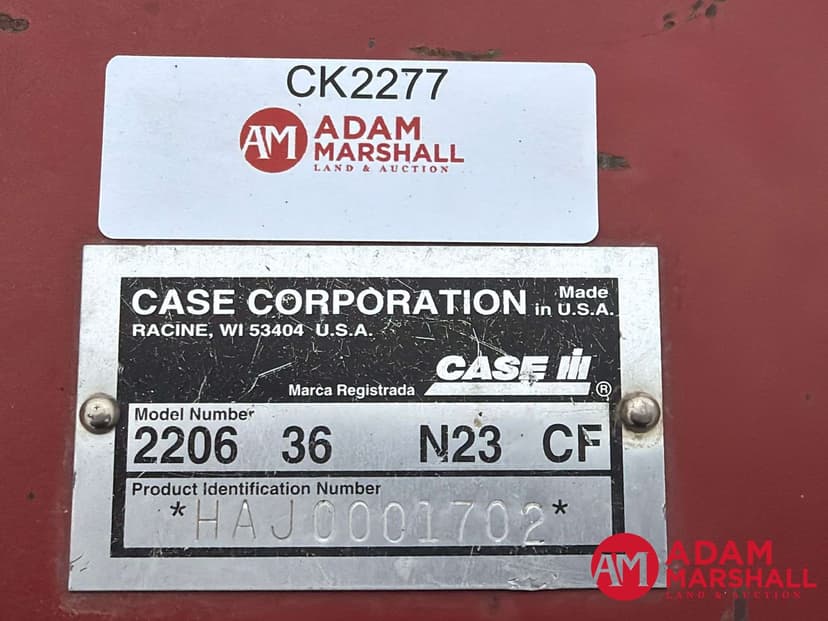 CK2277
AM ADAM
MARSHALL
LAND & AUCTION
CASE CORPORATION Made in U.S.A.
RACINE, WI 53404 U.S.A.
Marca Registrada CASE IH ®
Model Number
2206 36 N23 CF
Product Identification Number
*HAJ0001702*
AM ADAM
MARSHALL
LAND & AUCTION